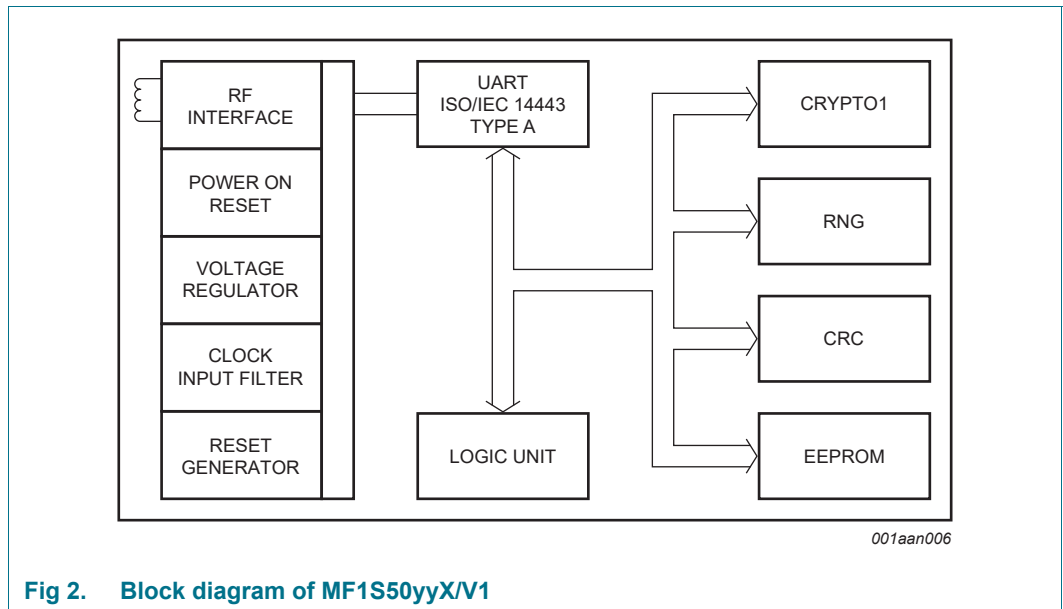 RF
INTERFACE
POWER ON
RESET
VOLTAGE
REGULATOR
CLOCK
INPUT FILTER
RESET
GENERATOR
UART
ISO/IEC 14443
TYPE A
LOGIC UNIT
CRYPTO1
RNG
CRC
EEPROM
001aan006
Fig 2. Block diagram of MF1S50yyX/V1